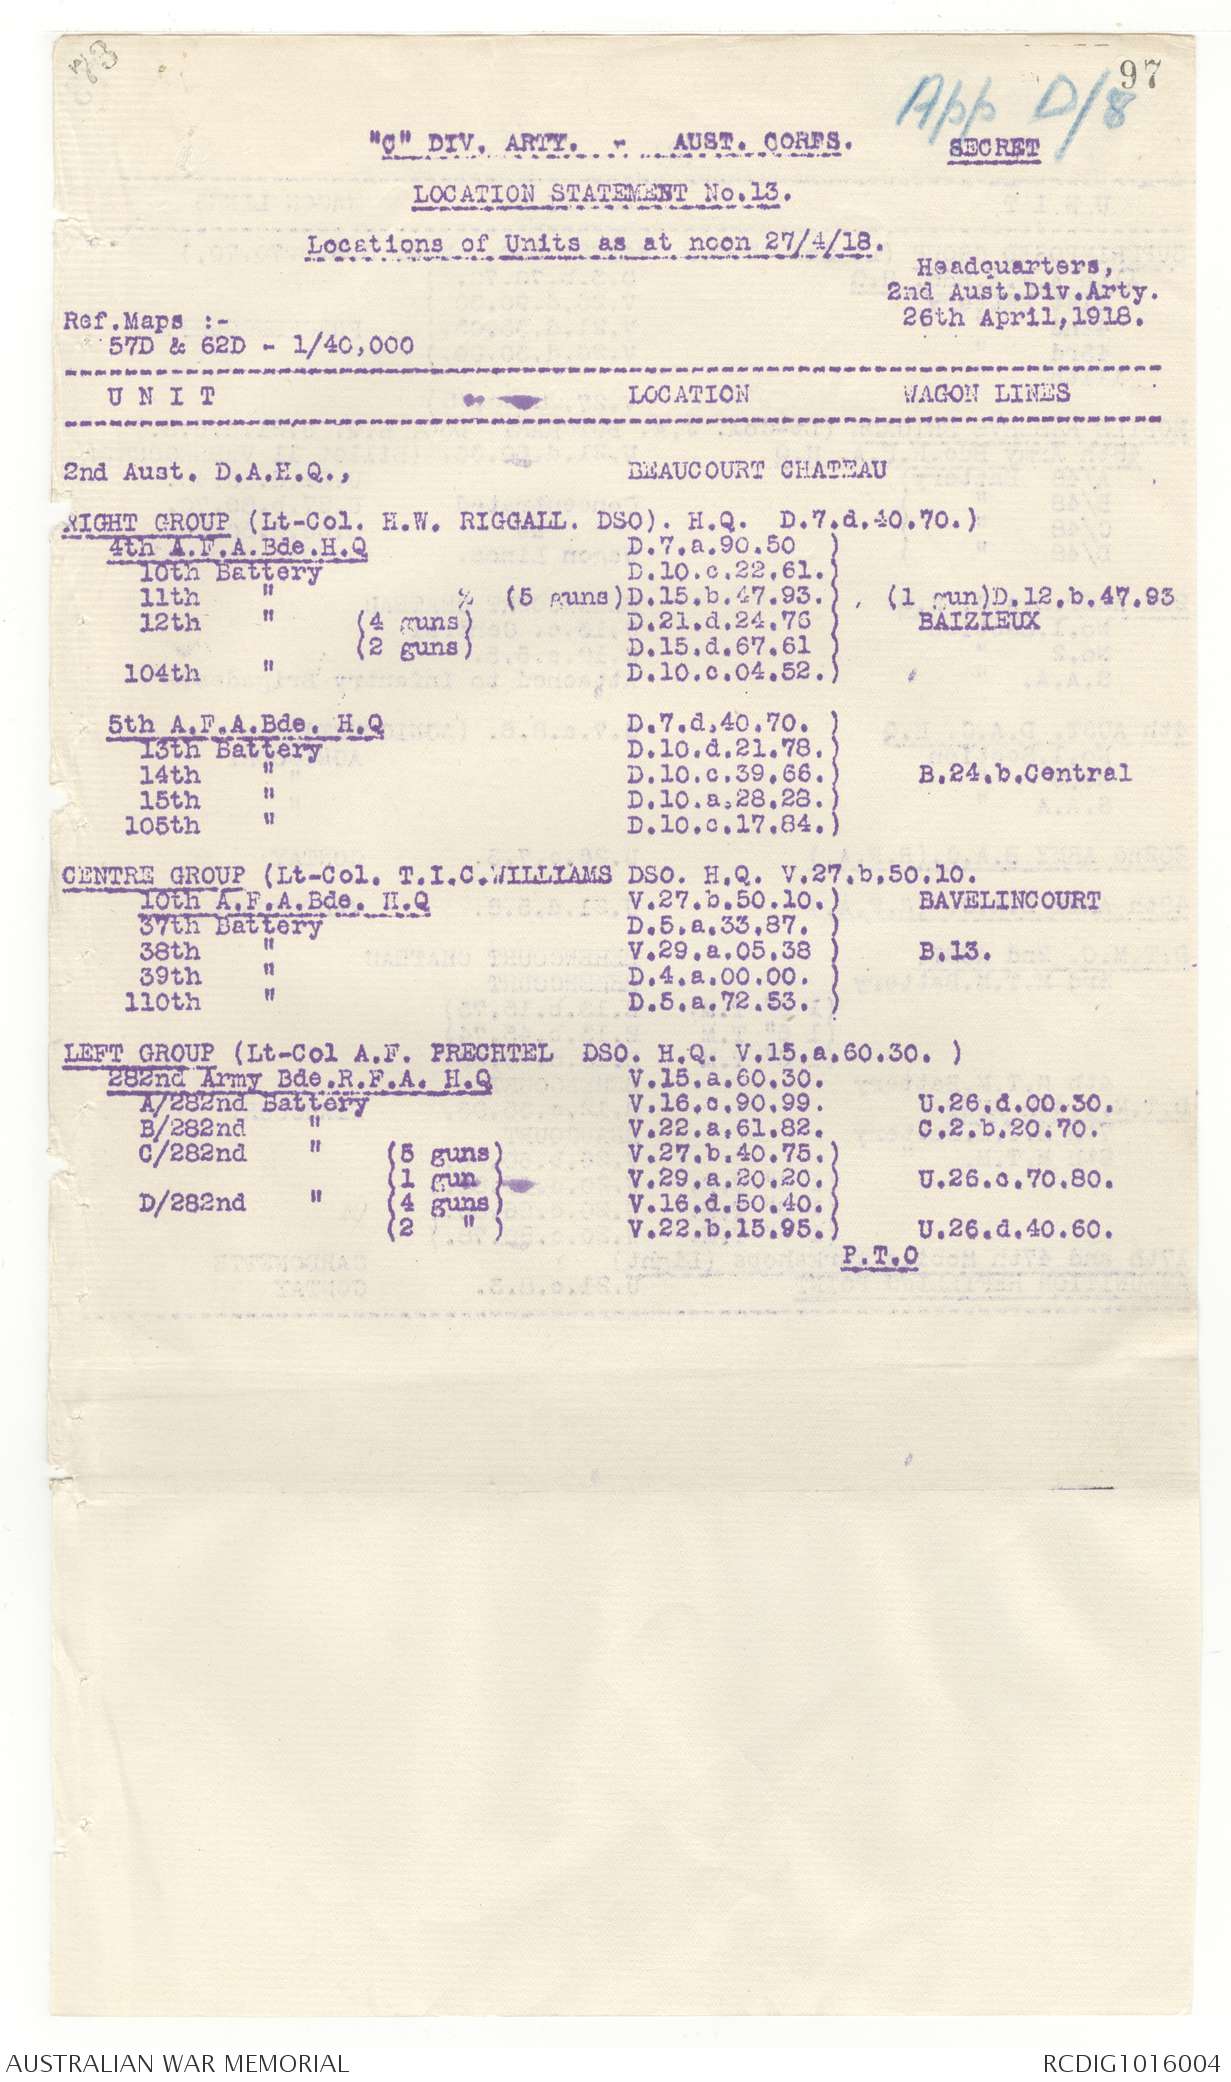 73
97
App D/8
"C" DIV. ARTY. - AUST. CORPS.
SECRET
LOCATION STATEMENT No.13.
Locations of Units as at noon 27/4/18.
Headquarters,
2nd Aust.Div.Arty.
26th April,1918.
Ref.Maps :-
57D & 62D - 1/40,000
U N I T LOCATION WAGON LINES
2nd Aust. D.A.H.Q., BEAUCOURT CHATEAU
RIGHT GROUP (Lt-Col. H.W. RIGGALL. DSO). H.Q. D.7.d.40.70.)
4th A.F.A.Bde.H.Q D.7.a.90.50 )
10th Battery D.10.c.22.61.)
11th " % (5 guns)D.15.b.47.93.) , (1 gun)D.12.b.47.93
12th " (4 guns) D.21.d.24.76 ) BAIZIEUX
(2 guns) D.15.d.67.61 )
104th " D.10.c.04.52.)
5th A.F.A.Bde. H.Q D.7.d.40.70. )
13th Battery D.10.d.21.78. )
14th " D.10.c.39.66.) B.24.b.Central
15th " D.10.a.28.28.)
105th " D.10.c.17.84.)
CENTRE GROUP (Lt-Col. T.I.C.WILLIAMS DSO. H.Q. V.27.b.50.10.
10th A.F.A.Bde. H.Q V.27.b.50.10.) BAVELINCOURT
37th Battery D.5.a.33.87. )
38th " V.29.a.05.38 ) B.13.
39th " D.4.a.00.00. )
110th " D.5.a.72.53. )
LEFT GROUP (Lt-Col A.F. PRECHTEL DSO. H.Q. V.15.a.60.30. )
282nd Army Bde.R.F.A. H.Q V.15.a.60.30.
A/282nd Battery V.16.c.90.99. U.26.d.00.30.
B/282nd " V.22.a.61.82. C.2.b.20.70.
C/282nd " (5 guns) V.27.b.40.75.)
(1 gun ) V.29.a.20.20.) U.26.c.70.80.
D/282nd " (4 guns) V.16.d.50.40.)
(2 " ) V.22.b.15.95.) U.26.d.40.60.
P.T.O
AUSTRALIAN WAR MEMORIAL
RCDIG1016004